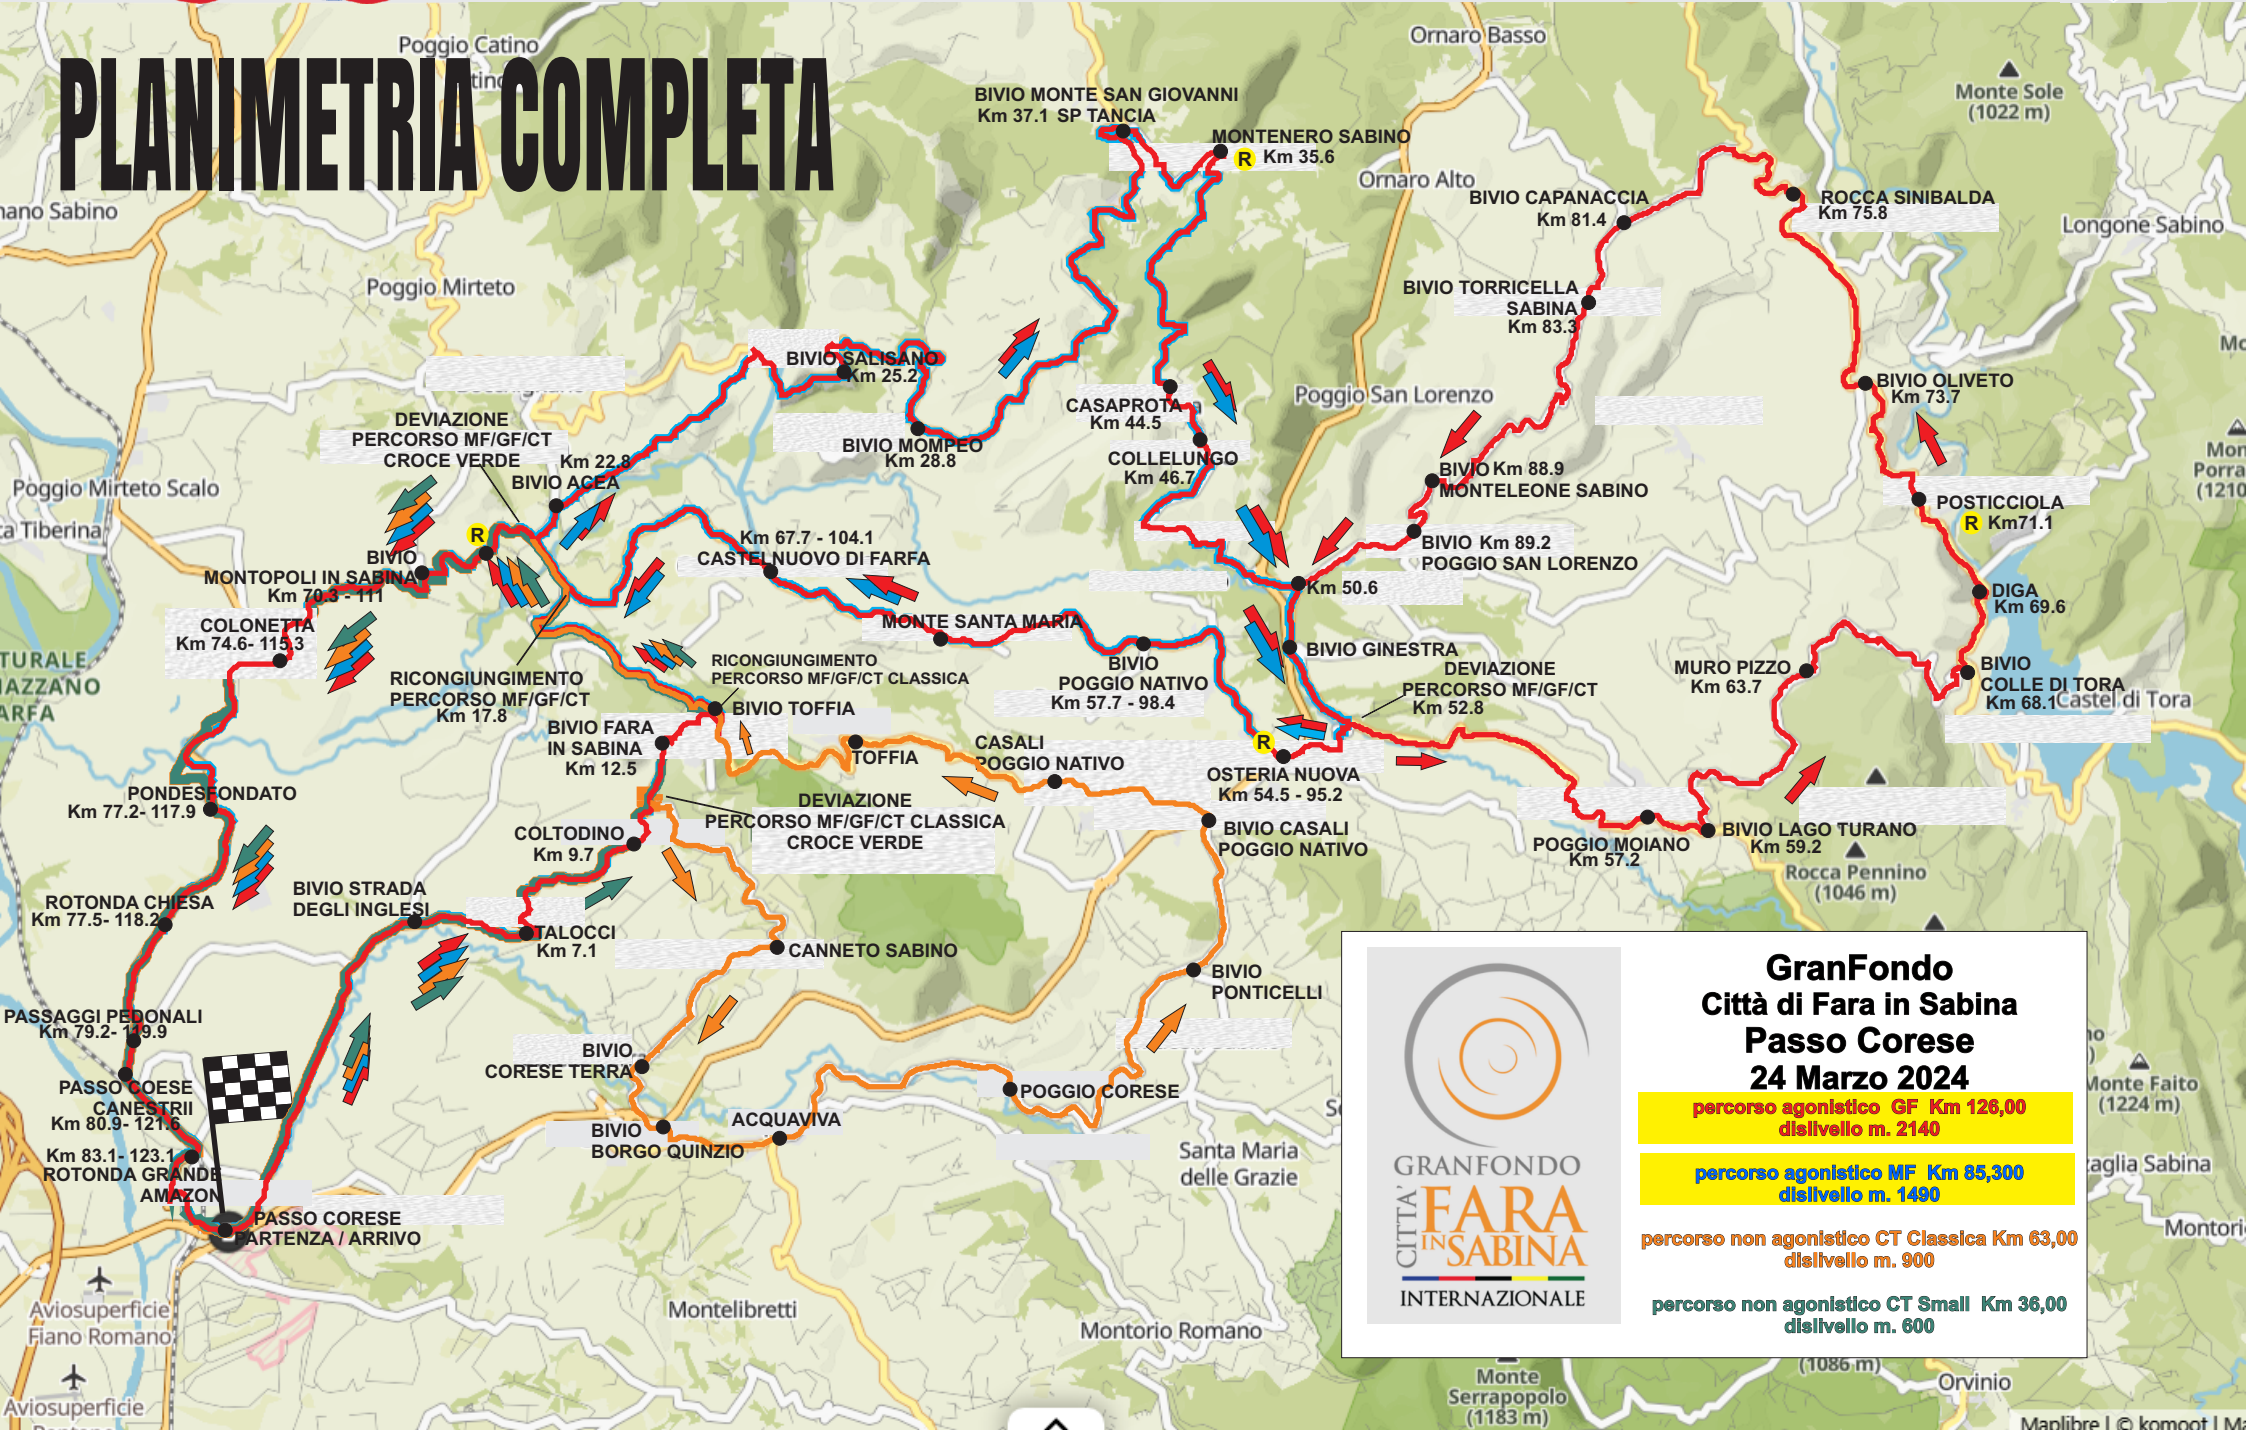 PLANIMETRIA COMPLETA
Poggio Catino
Ornaro Basso
Monte Sole
(1022 m)
BIVIO MONTE SAN GIOVANNI
Km 37.1 SP TANCIA
MONTENERO SABINO
R Km 35.6
Ornaro Alto
BIVIO CAPANACCIA
Km 81.4
ROCCA SINIBALDA
Km 75.8
Longone Sabino
mano Sabino
Poggio Mirteto
BIVIO TORRICELLA
SABINA
Km 83.3
BIVIO SALISANO
Km 25.2
BIVIO OLIVETO
Km 73.7
Poggio San Lorenzo
CASAPROTA
Km 44.5
DEVIAZIONE
PERCORSO MF/GF/CT
CROCE VERDE
Km 22.8
BIVIO ACEA
BIVIO MOMPEO
Km 28.8
COLLELUNGO
Km 46.7
BIVIO Km 88.9
MONTELEONE SABINO
Poggio Mirteto Scalo
POSTICCIOLA
R Km71.1
R
BIVIO
MONTOPOLI IN SABINA
Km 70.3 - 111
Km 67.7 - 104.1
CASTELNUOVO DI FARFA
BIVIO Km 89.2
POGGIO SAN LORENZO
Km 50.6
DIGA
Km 69.6
COLONETTA
Km 74.6- 115.3
MONTE SANTA MARIA
BIVIO GINESTRA
TURALE
AZZANO
ARFA
RICONGIUNGIMENTO
PERCORSO MF/GF/CT
Km 17.8
RICONGIUNGIMENTO
PERCORSO MF/GF/CT CLASSICA
BIVIO
POGGIO NATIVO
Km 57.7 - 98.4
DEVIAZIONE
PERCORSO MF/GF/CT
Km 52.8
MURO PIZZO
Km 63.7
BIVIO
COLLE DI TORA
Km 68.1
Castel di Tora
BIVIO TOFFIA
BIVIO FARA
IN SABINA
Km 12.5
TOFFIA
CASALI
POGGIO NATIVO
R
OSTERIA NUOVA
Km 54.5 - 95.2
PONDESFONDATO
Km 77.2- 117.9
DEVIAZIONE
PERCORSO MF/GF/CT CLASSICA
CROCE VERDE
COLTODINO
Km 9.7
BIVIO CASALI
POGGIO NATIVO
POGGIO MOIANO
Km 57.2
BIVIO LAGO TURANO
Km 59.2
Rocca Pennino
(1046 m)
ROTONDA CHIESA
Km 77.5- 118.2
BIVIO STRADA
DEGLI INGLESI
TALOCCI
Km 7.1
CANNETO SABINO
BIVIO
PONTICELLI
PASSAGGI PEDONALI
Km 79.2- 119.9
BIVIO
CORESE TERRA
PASSO COESE
CANESTRII
Km 80.9- 121.6
POGGIO CORESE
BIVIO
BORGO QUINZIO
ACQUAVIVA
Km 83.1- 123.1
ROTONDA GRANDE
AMAZON
PASSO CORESE
PARTENZA / ARRIVO
Santa Maria
delle Grazie
Monte Faito
(1224 m)
zaglia Sabina
Aviosuperficie
Fiano Romano
Montelibretti
Montorio Romano
Aviosuperficie
Monte
Serrapopolo
(1183 m)
(1086 m)
Orvinio
GranFondo
Città di Fara in Sabina
Passo Corese
24 Marzo 2024
percorso agonistico GF Km 126,00
dislivello m. 2140
percorso agonistico MF Km 85,300
dislivello m. 1490
percorso non agonistico CT Classica Km 63,00
dislivello m. 900
percorso non agonistico CT Small Km 36,00
dislivello m. 600
GRANFONDO
CITTA'
FARA
IN SABINA
INTERNAZIONALE
Maplibre | © komoot | Ma